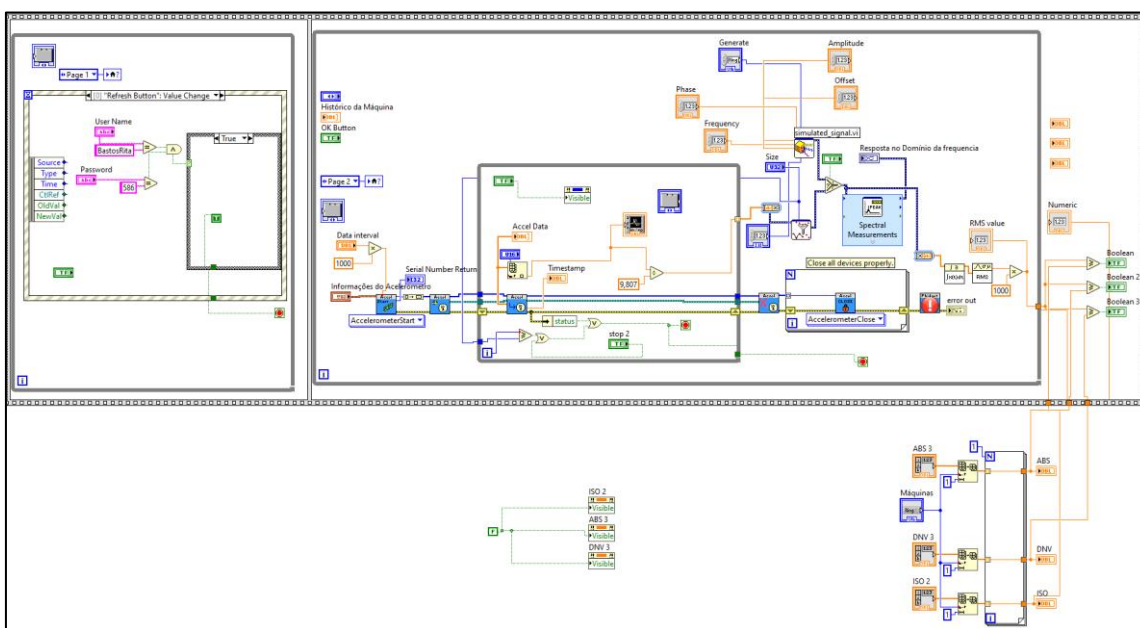 Page 1
"Refresh Button": Value Change
User Name
BastosRita
Password
586
Source
Type
Time
CtlRef
OldVal
NewVal
True
Histórico da Máquina
OK Button
Page 2
Data interval
1000
Serial Number Return
Informações do Acelerometro
AccelerometerStart
Visible
Accel Data
Timestamp
9,807
status
stop 2
Generate
Amplitude
Offset
Phase
Frequency
simulated_signal.vi
Size
Resposta no Domínio da frequencia
Spectral
Measurements
Close all devices properly.
AccelerometerClose
error out
RMS value
RMS
1000
Numeric
Boolean
Boolean 2
Boolean 3
ISO 2
Visible
ABS 3
Visible
DNV 3
Visible
ABS 3
Máquinas
DNV 3
ISO 2
ABS
DNV
ISO